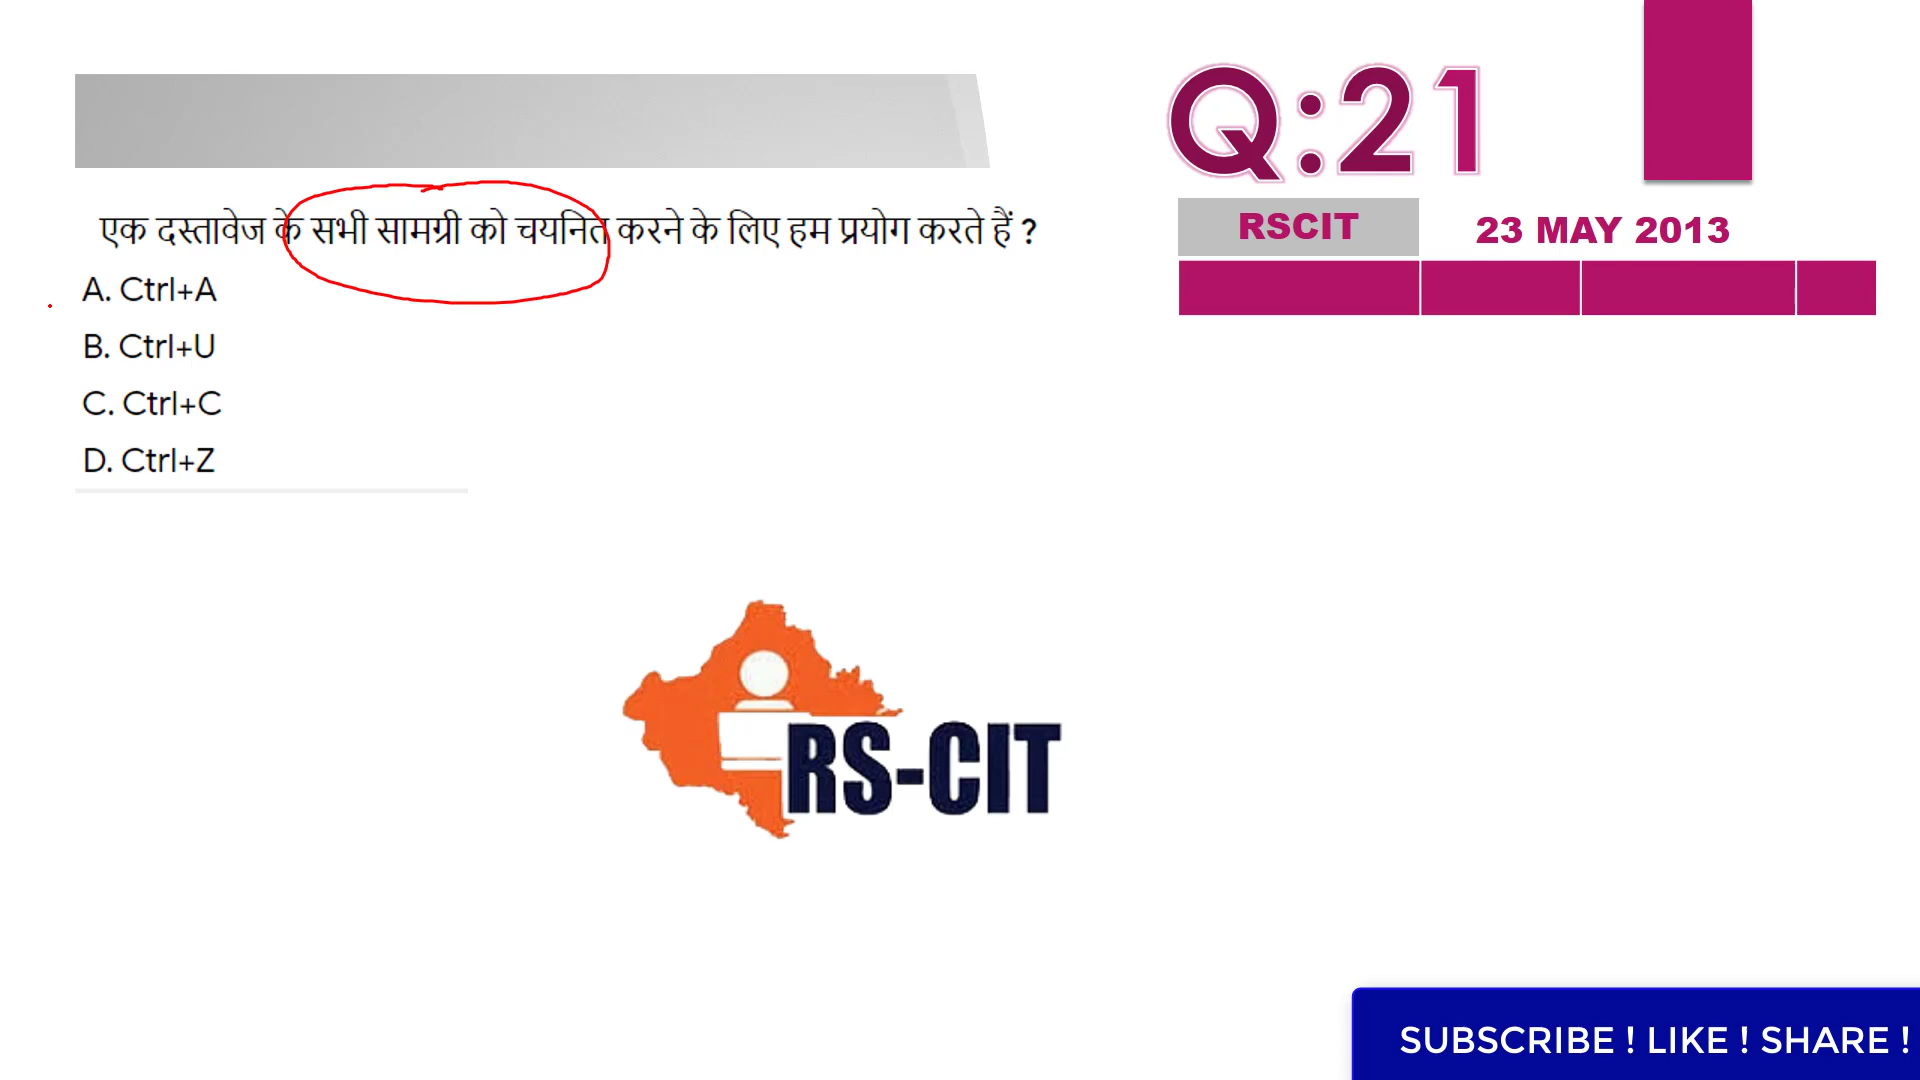 Q:21
RSCIT
23 MAY 2013
एक दस्तावेज के सभी सामग्री को चयनित करने के लिए हम प्रयोग करते हैं ?
A. Ctrl+A
B. Ctrl+U
C. Ctrl+C
D. Ctrl+Z
RS-CIT
SUBSCRIBE ! LIKE ! SHARE !